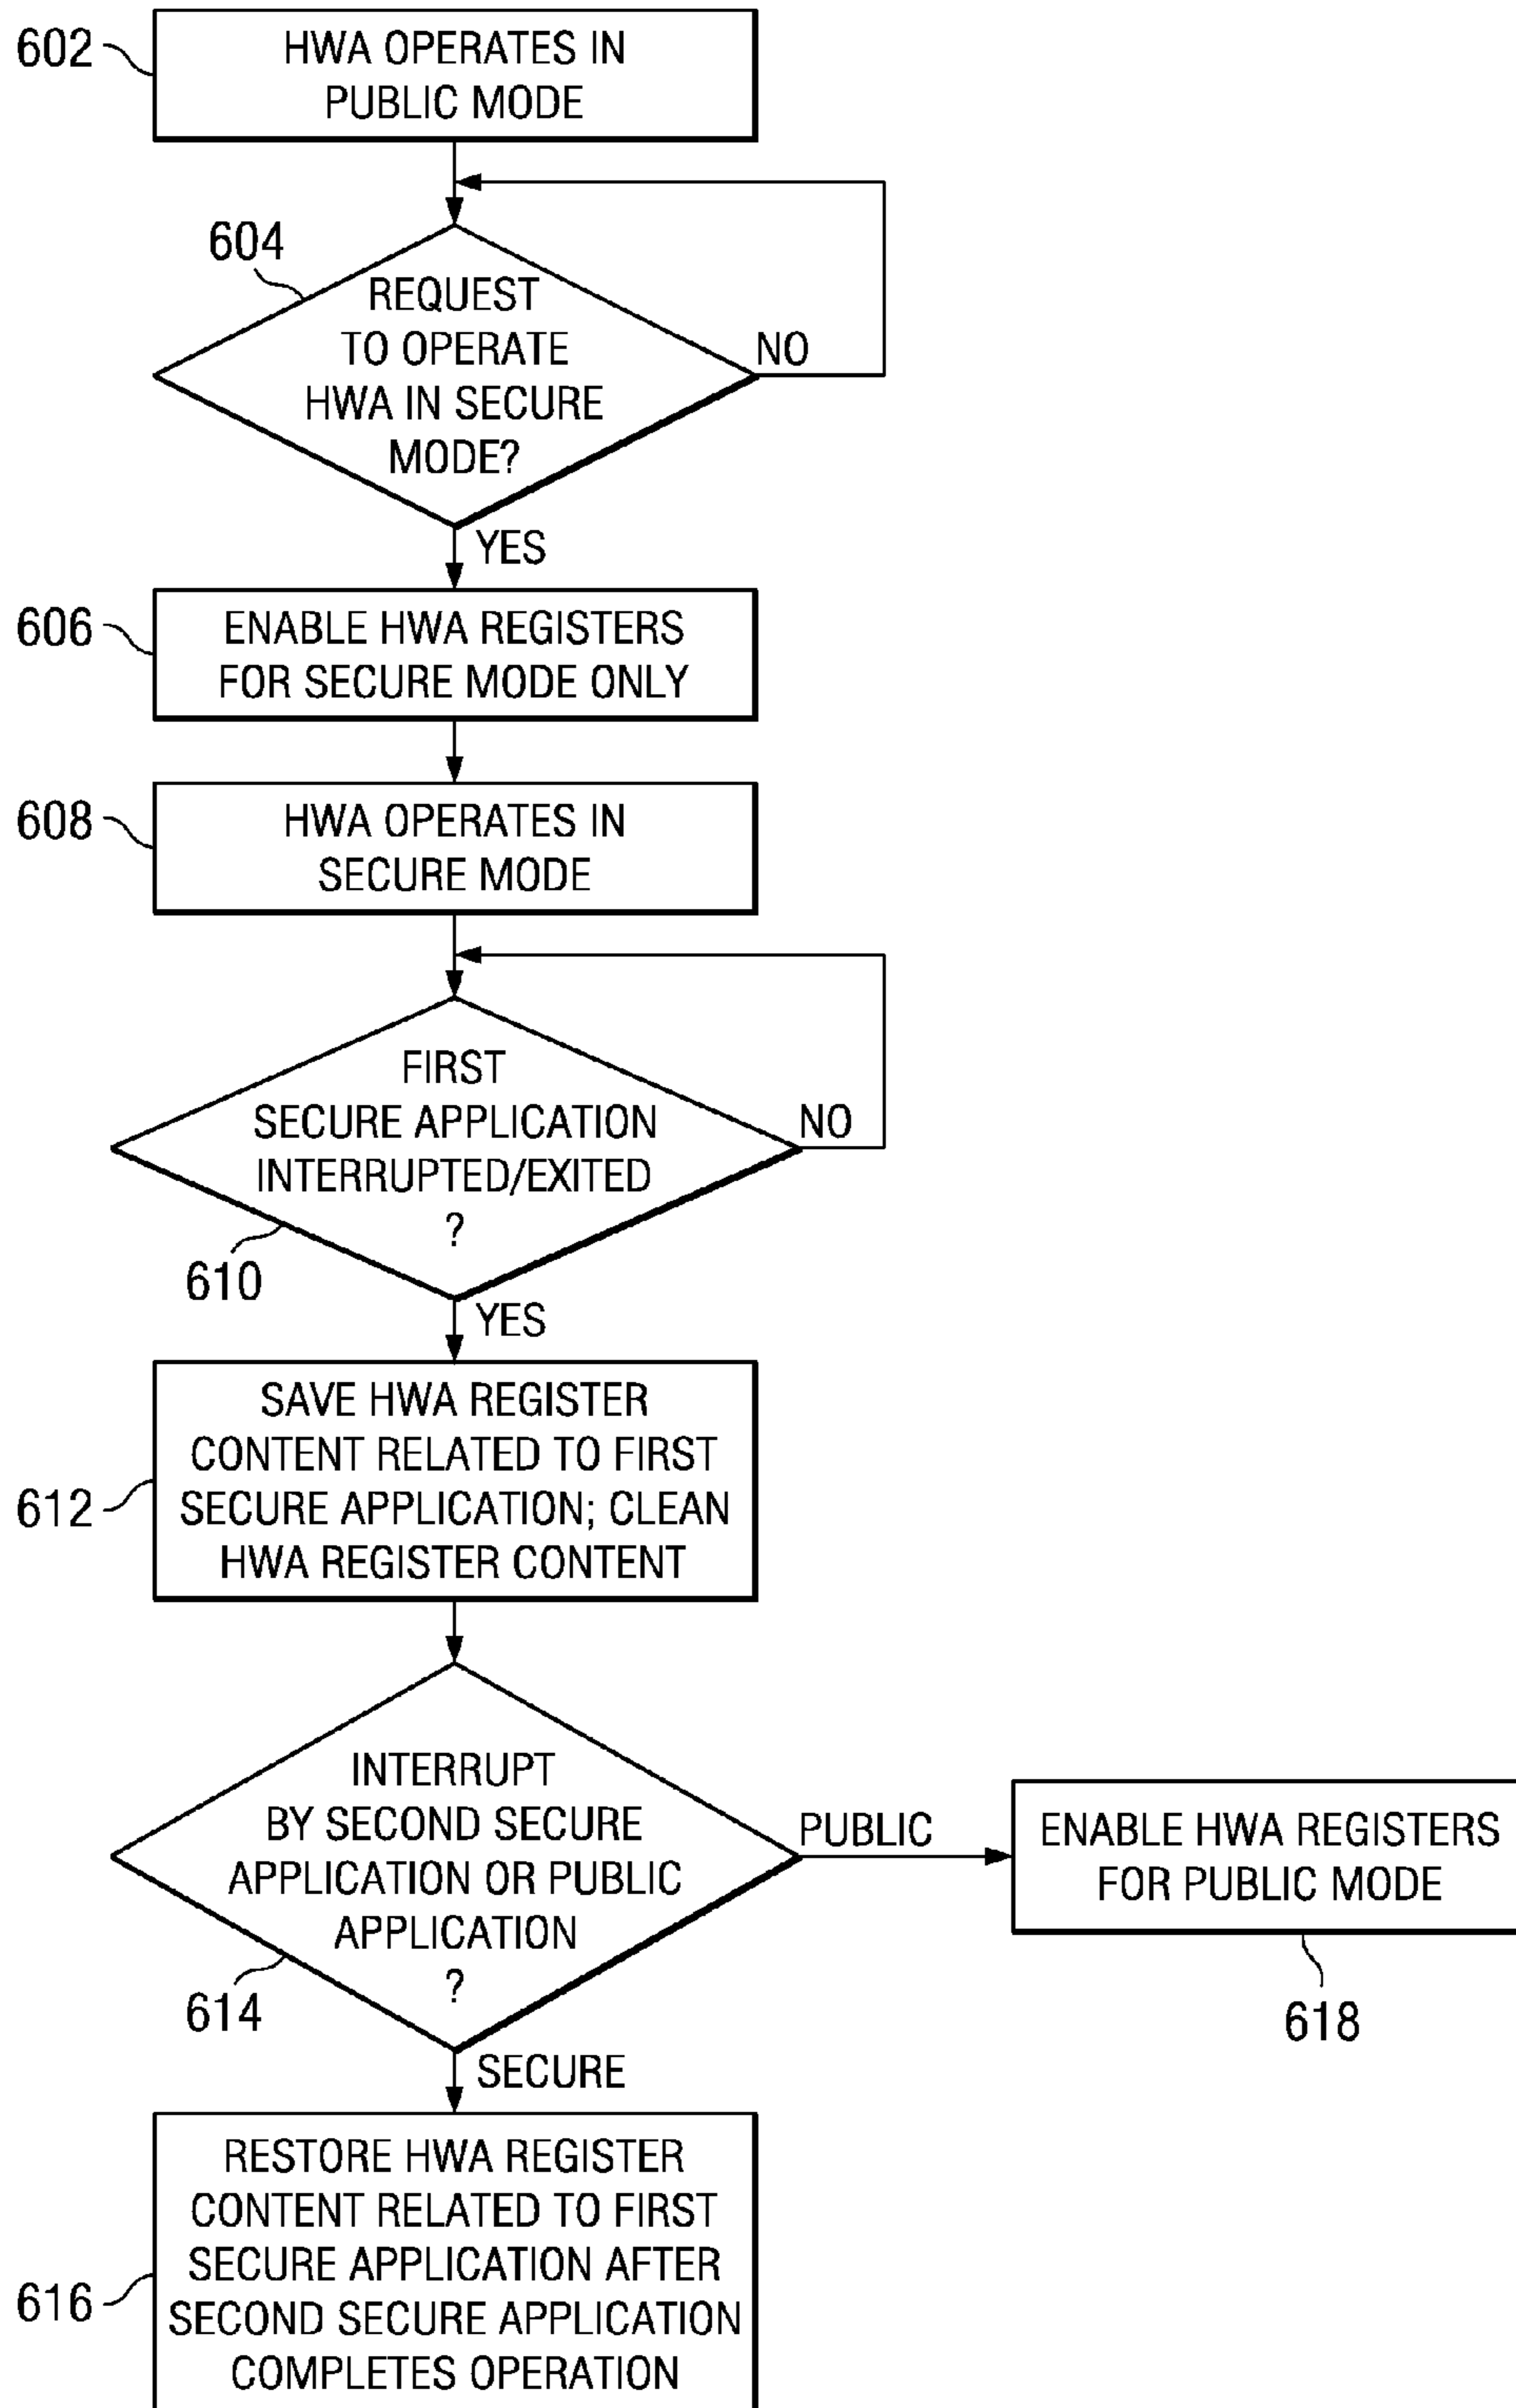 602
HWA OPERATES IN
PUBLIC MODE
604
REQUEST
TO OPERATE
HWA IN SECURE
MODE?
NO
YES
606
ENABLE HWA REGISTERS
FOR SECURE MODE ONLY
608
HWA OPERATES IN
SECURE MODE
FIRST
SECURE APPLICATION
INTERRUPTED/EXITED
?
NO
610
YES
612
SAVE HWA REGISTER
CONTENT RELATED TO FIRST
SECURE APPLICATION; CLEAN
HWA REGISTER CONTENT
INTERRUPT
BY SECOND SECURE
APPLICATION OR PUBLIC
APPLICATION
?
614
PUBLIC
ENABLE HWA REGISTERS
FOR PUBLIC MODE
618
SECURE
616
RESTORE HWA REGISTER
CONTENT RELATED TO FIRST
SECURE APPLICATION AFTER
SECOND SECURE APPLICATION
COMPLETES OPERATION